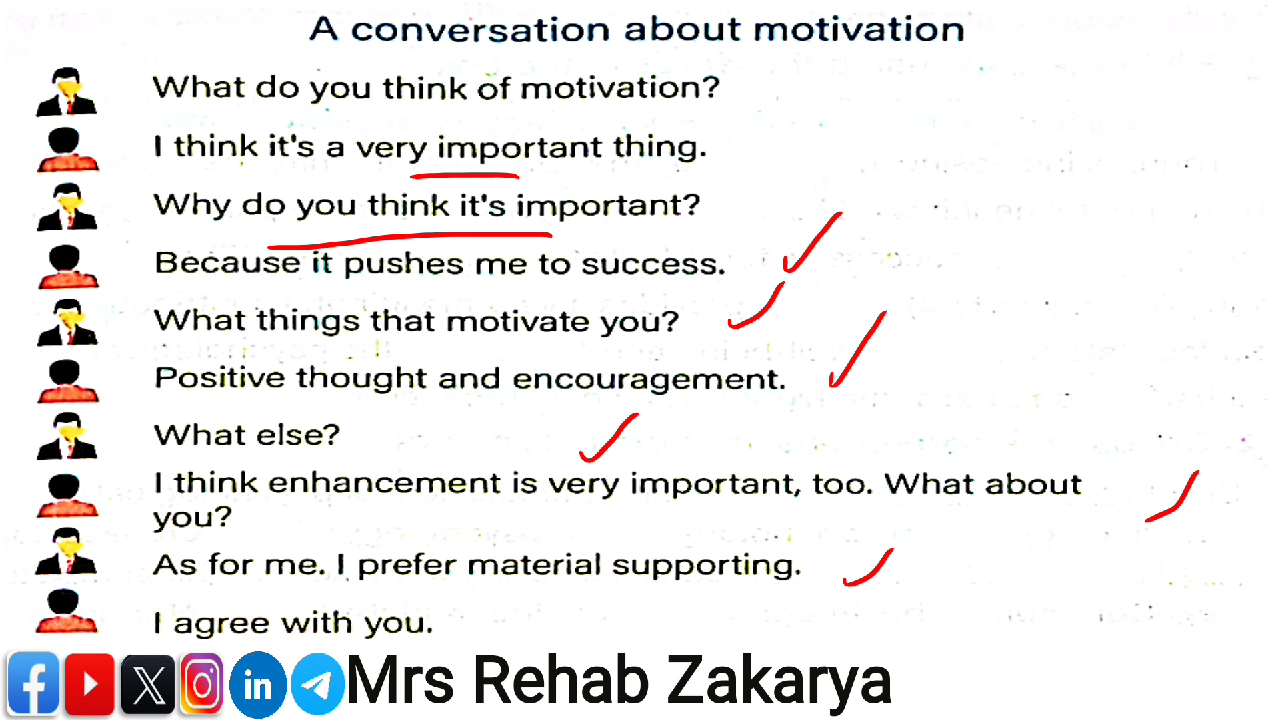 A conversation about motivation
What do you think of motivation?
I think it's a very important thing.
Why do you think it's important?
Because it pushes me to success.
What things that motivate you?
Positive thought and encouragement.
What else?
I think enhancement is very important, too. What about
you?
As for me. I prefer material supporting.
I agree with you.
Mrs Rehab Zakarya